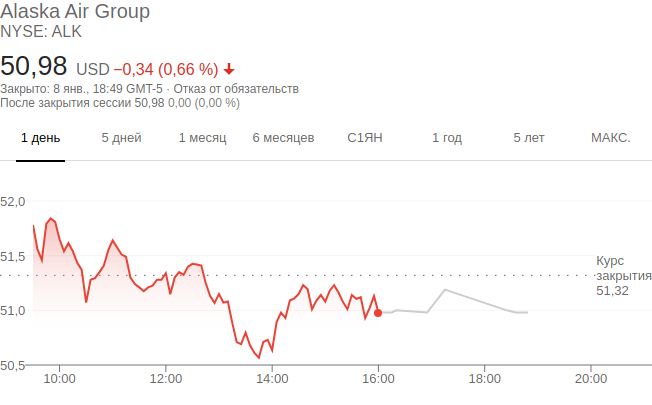 Alaska Air Group
NYSE: ALK
50,98 USD −0,34 (0,66 %)
Закрыто: 8 янв., 18:49 GMT-5 · Отказ от обязательств
После закрытия сессии 50,98 0,00 (0,00 %)
1 день 5 дней 1 месяц 6 месяцев С1ЯН 1 год 5 лет МАКС.
52,0
51,5
Курс
закрытия
51,32
51,0
50,5
10:00 12:00 14:00 16:00 18:00 20:00